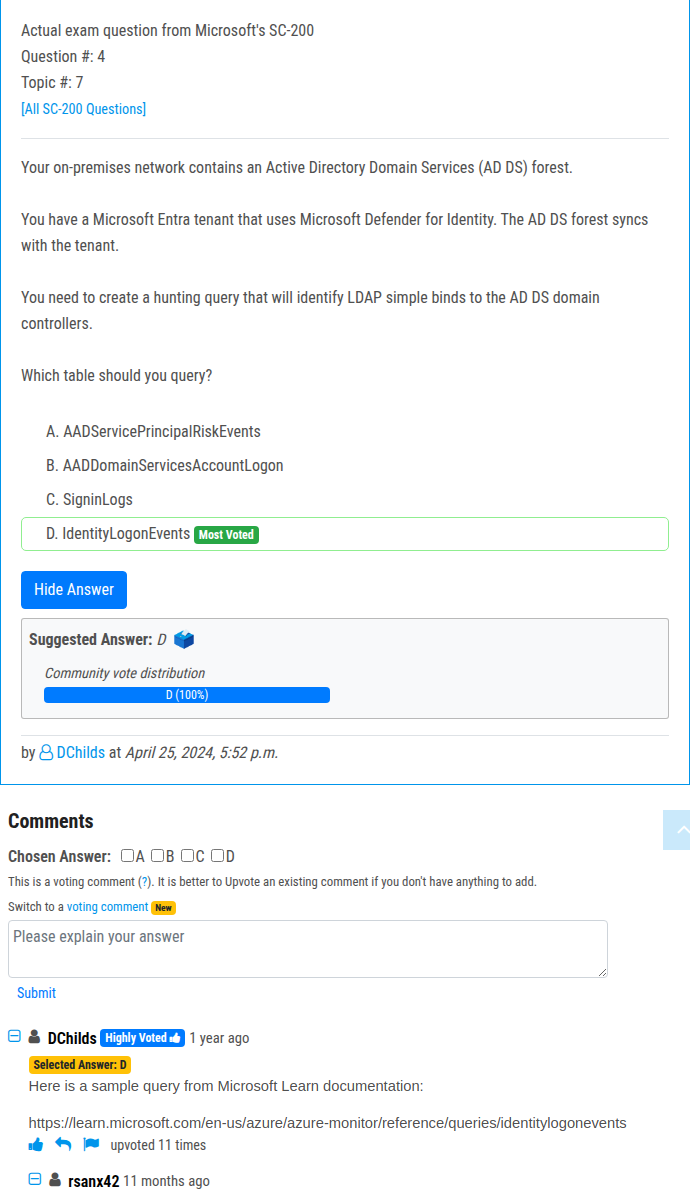 Actual exam question from Microsoft's SC-200
Question #: 4
Topic #: 7
[All SC-200 Questions]
Your on-premises network contains an Active Directory Domain Services (AD DS) forest.
You have a Microsoft Entra tenant that uses Microsoft Defender for Identity. The AD DS forest syncs
with the tenant.
You need to create a hunting query that will identify LDAP simple binds to the AD DS domain
controllers.
Which table should you query?
A. AADServicePrincipalRiskEvents
B. AADDomainServicesAccountLogon
C. SigninLogs
D. IdentityLogonEvents Most Voted
Hide Answer
Suggested Answer: D
Community vote distribution
D (100%)
by DChilds at April 25, 2024, 5:52 p.m.
Comments
Chosen Answer: A B C D
This is a voting comment (?). It is better to Upvote an existing comment if you don't have anything to add.
Switch to a voting comment New
Please explain your answer
Submit
DChilds Highly Voted 1 year ago
Selected Answer: D
Here is a sample query from Microsoft Learn documentation:
https://learn.microsoft.com/en-us/azure/azure-monitor/reference/queries/identitylogonevents
upvoted 11 times
rsanx42 11 months ago